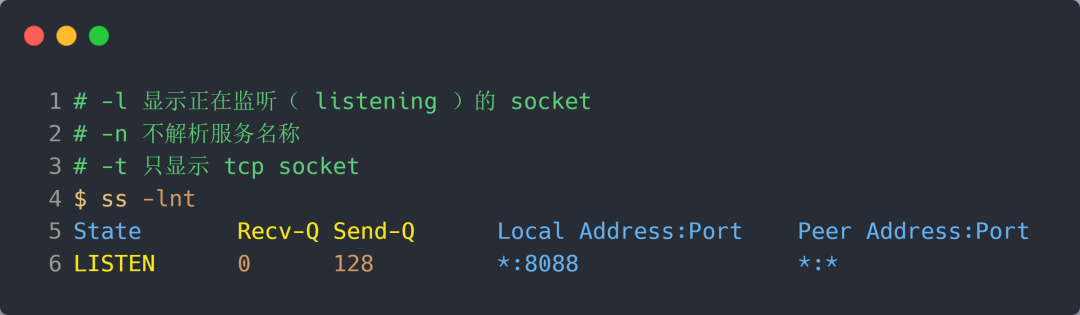 1 # -l 显示正在监听（ listening ）的 socket
2 # -n 不解析服务名称
3 # -t 只显示 tcp socket
4 $ ss -lnt
5 State       Recv-Q Send-Q      Local Address:Port    Peer Address:Port
6 LISTEN      0      128         *:8088                *:*